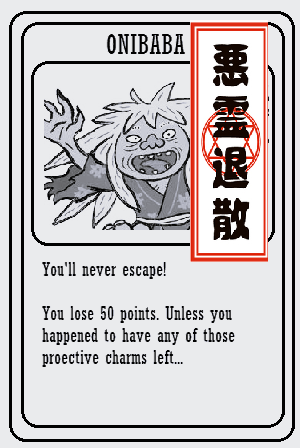 ONIBABA
悪霊退散
You'll never escape!
You lose 50 points. Unless you
happened to have any of those
proective charms left...